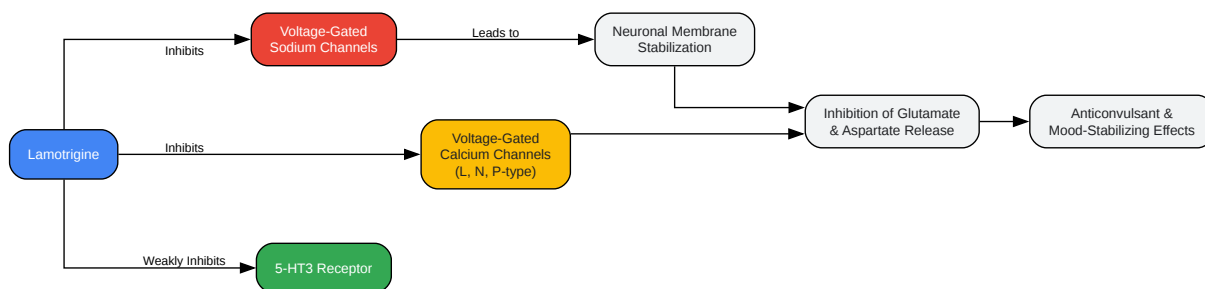 Voltage-Gated
Sodium Channels
Inhibits
Leads to
Neuronal Membrane
Stabilization
Lamotrigine
Inhibits
Voltage-Gated
Calcium Channels
(L, N, P-type)
Inhibition of Glutamate
& Aspartate Release
Anticonvulsant &
Mood-Stabilizing Effects
Weakly Inhibits
5-HT3 Receptor